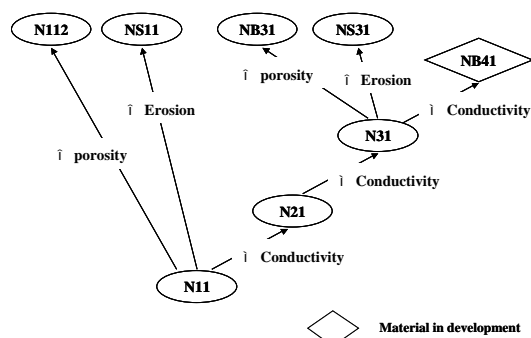 N112 NS11 NB31 NS31
NB41
î porosity î Erosion
î Erosion ì Conductivity
N31
î porosity ì Conductivity
N21
ì Conductivity
N11
Material in development